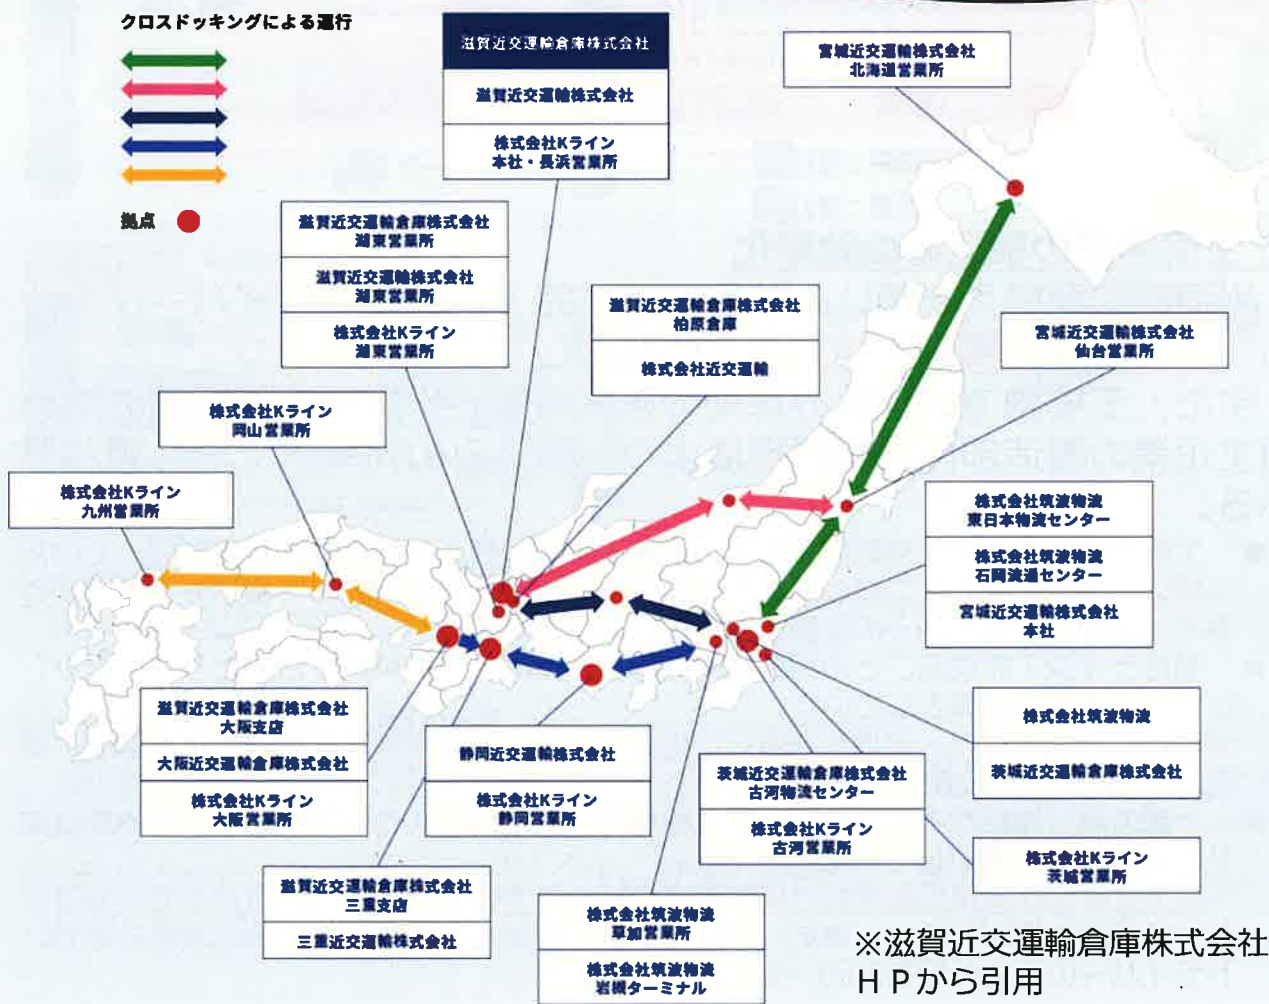 クロスドッキングによる運行
拠点
滋賀近交運輸倉庫株式会社
滋賀近交運輸株式会社
株式会社Kライン
本社・長浜営業所
宮城近交運輸株式会社
北海道営業所
滋賀近交運輸倉庫株式会社
湖東営業所
滋賀近交運輸株式会社
湖東営業所
株式会社Kライン
湖東営業所
滋賀近交運輸倉庫株式会社
柏原倉庫
株式会社近交運輸
宮城近交運輸株式会社
仙台営業所
株式会社Kライン
岡山営業所
株式会社Kライン
九州営業所
株式会社筑波物流
東日本物流センター
株式会社筑波物流
石岡流通センター
宮城近交運輸株式会社
本社
滋賀近交運輸倉庫株式会社
大阪支店
大阪近交運輸倉庫株式会社
株式会社Kライン
大阪営業所
静岡近交運輸株式会社
株式会社Kライン
静岡営業所
茨城近交運輸倉庫株式会社
古河物流センター
株式会社Kライン
古河営業所
株式会社筑波物流
茨城近交運輸倉庫株式会社
株式会社Kライン
茨城営業所
滋賀近交運輸倉庫株式会社
三重支店
三重近交運輸株式会社
株式会社筑波物流
草加営業所
株式会社筑波物流
岩槻ターミナル
※滋賀近交運輸倉庫株式会社
ＨＰから引用